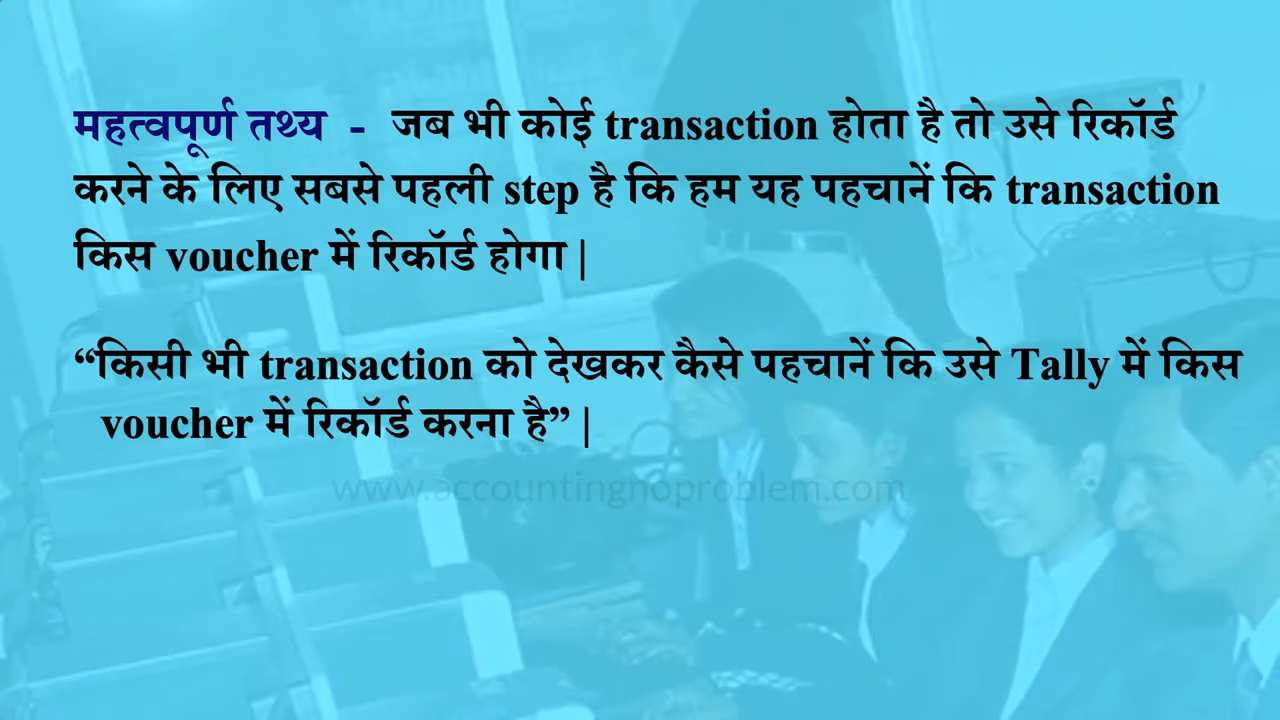 महत्वपूर्ण तथ्य - जब भी कोई transaction होता है तो उसे रिकॉर्ड
करने के लिए सबसे पहली step है कि हम यह पहचानें कि transaction
किस voucher में रिकॉर्ड होगा |
“किसी भी transaction को देखकर कैसे पहचानें कि उसे Tally में किस
voucher में रिकॉर्ड करना है” |
www.accountingnoproblem.com